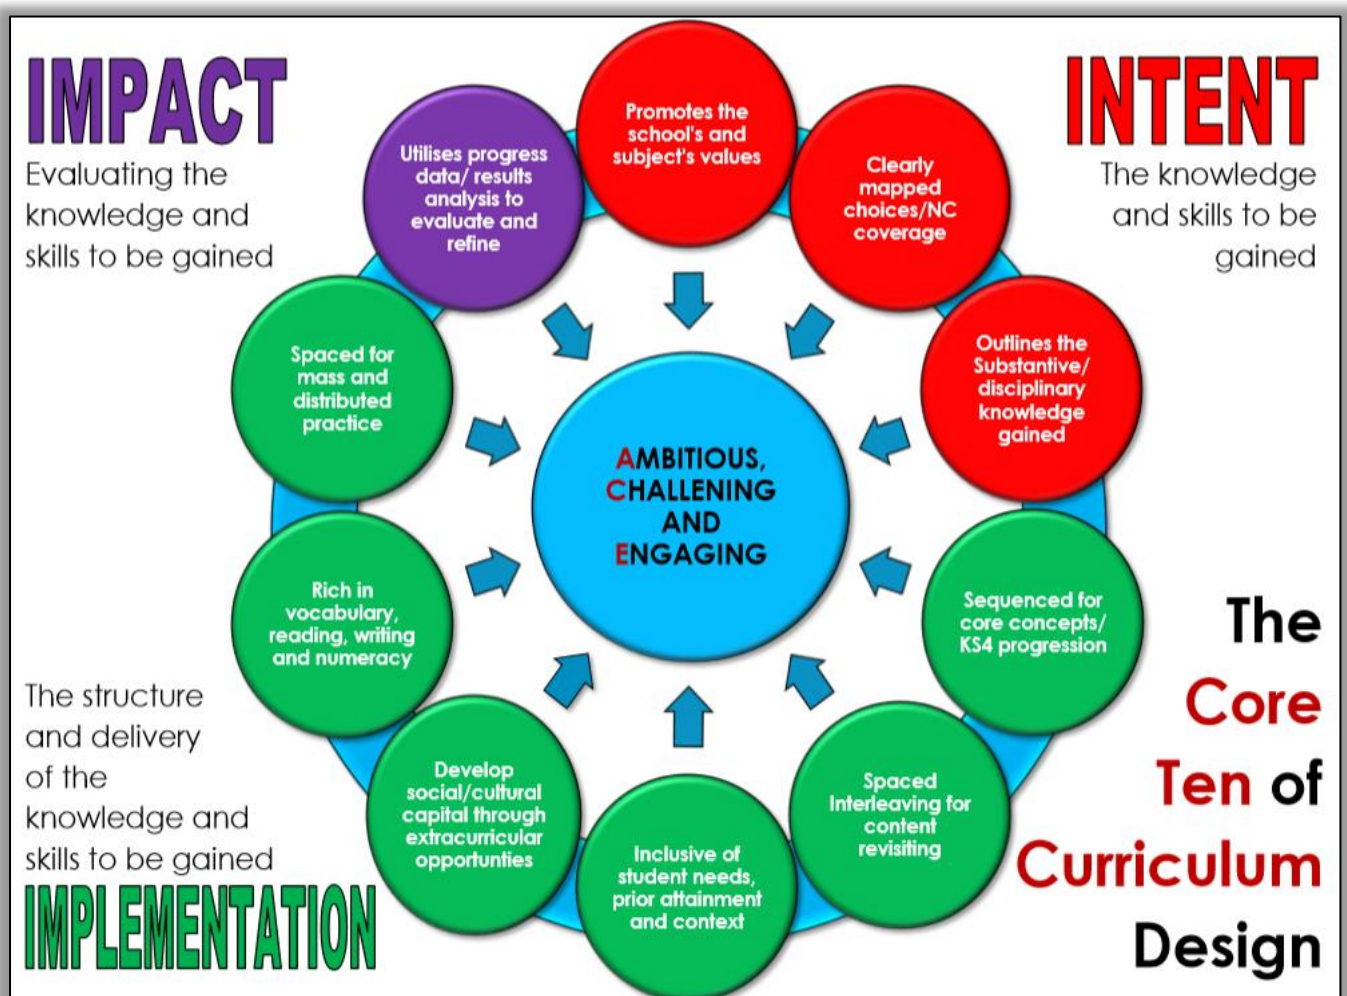 IMPACT
Evaluating the
knowledge and
skills to be gained
INTENT
The knowledge
and skills to be
gained
Promotes the
school's and
subject's values
Clearly
mapped
choices/NC
coverage
Outlines the
Substantive/
disciplinary
knowledge
gained
Sequenced for
core concepts/
KS4 progression
Spaced
Interleaving for
content
revisiting
Inclusive of
student needs,
prior attainment
and context
Develop
social/cultural
capital through
extracurricular
opportunties
Rich in
vocabulary,
reading, writing
and numeracy
Spaced for
mass and
distributed
practice
Utilises progress
data/ results
analysis to
evaluate and
refine
AMBITIOUS,
CHALLENING
AND
ENGAGING
The structure
and delivery
of the
knowledge and
skills to be gained
IMPLEMENTATION
The
Core
Ten of
Curriculum
Design